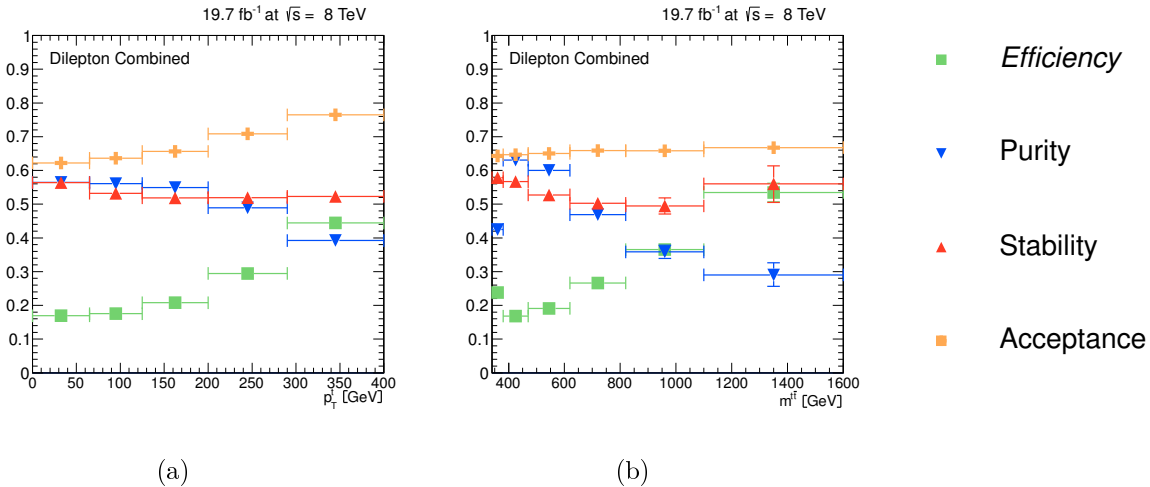 19.7 fb⁻¹ at √s = 8 TeV
Dilepton Combined
1
0.9
0.8
0.7
0.6
0.5
0.4
0.3
0.2
0.1
0
0 50 100 150 200 250 300 350 400
p_T^t [GeV]
(a)
19.7 fb⁻¹ at √s = 8 TeV
Dilepton Combined
1
0.9
0.8
0.7
0.6
0.5
0.4
0.3
0.2
0.1
0
400 600 800 1000 1200 1400 1600
m^{tt̄} [GeV]
(b)
Efficiency
Purity
Stability
Acceptance